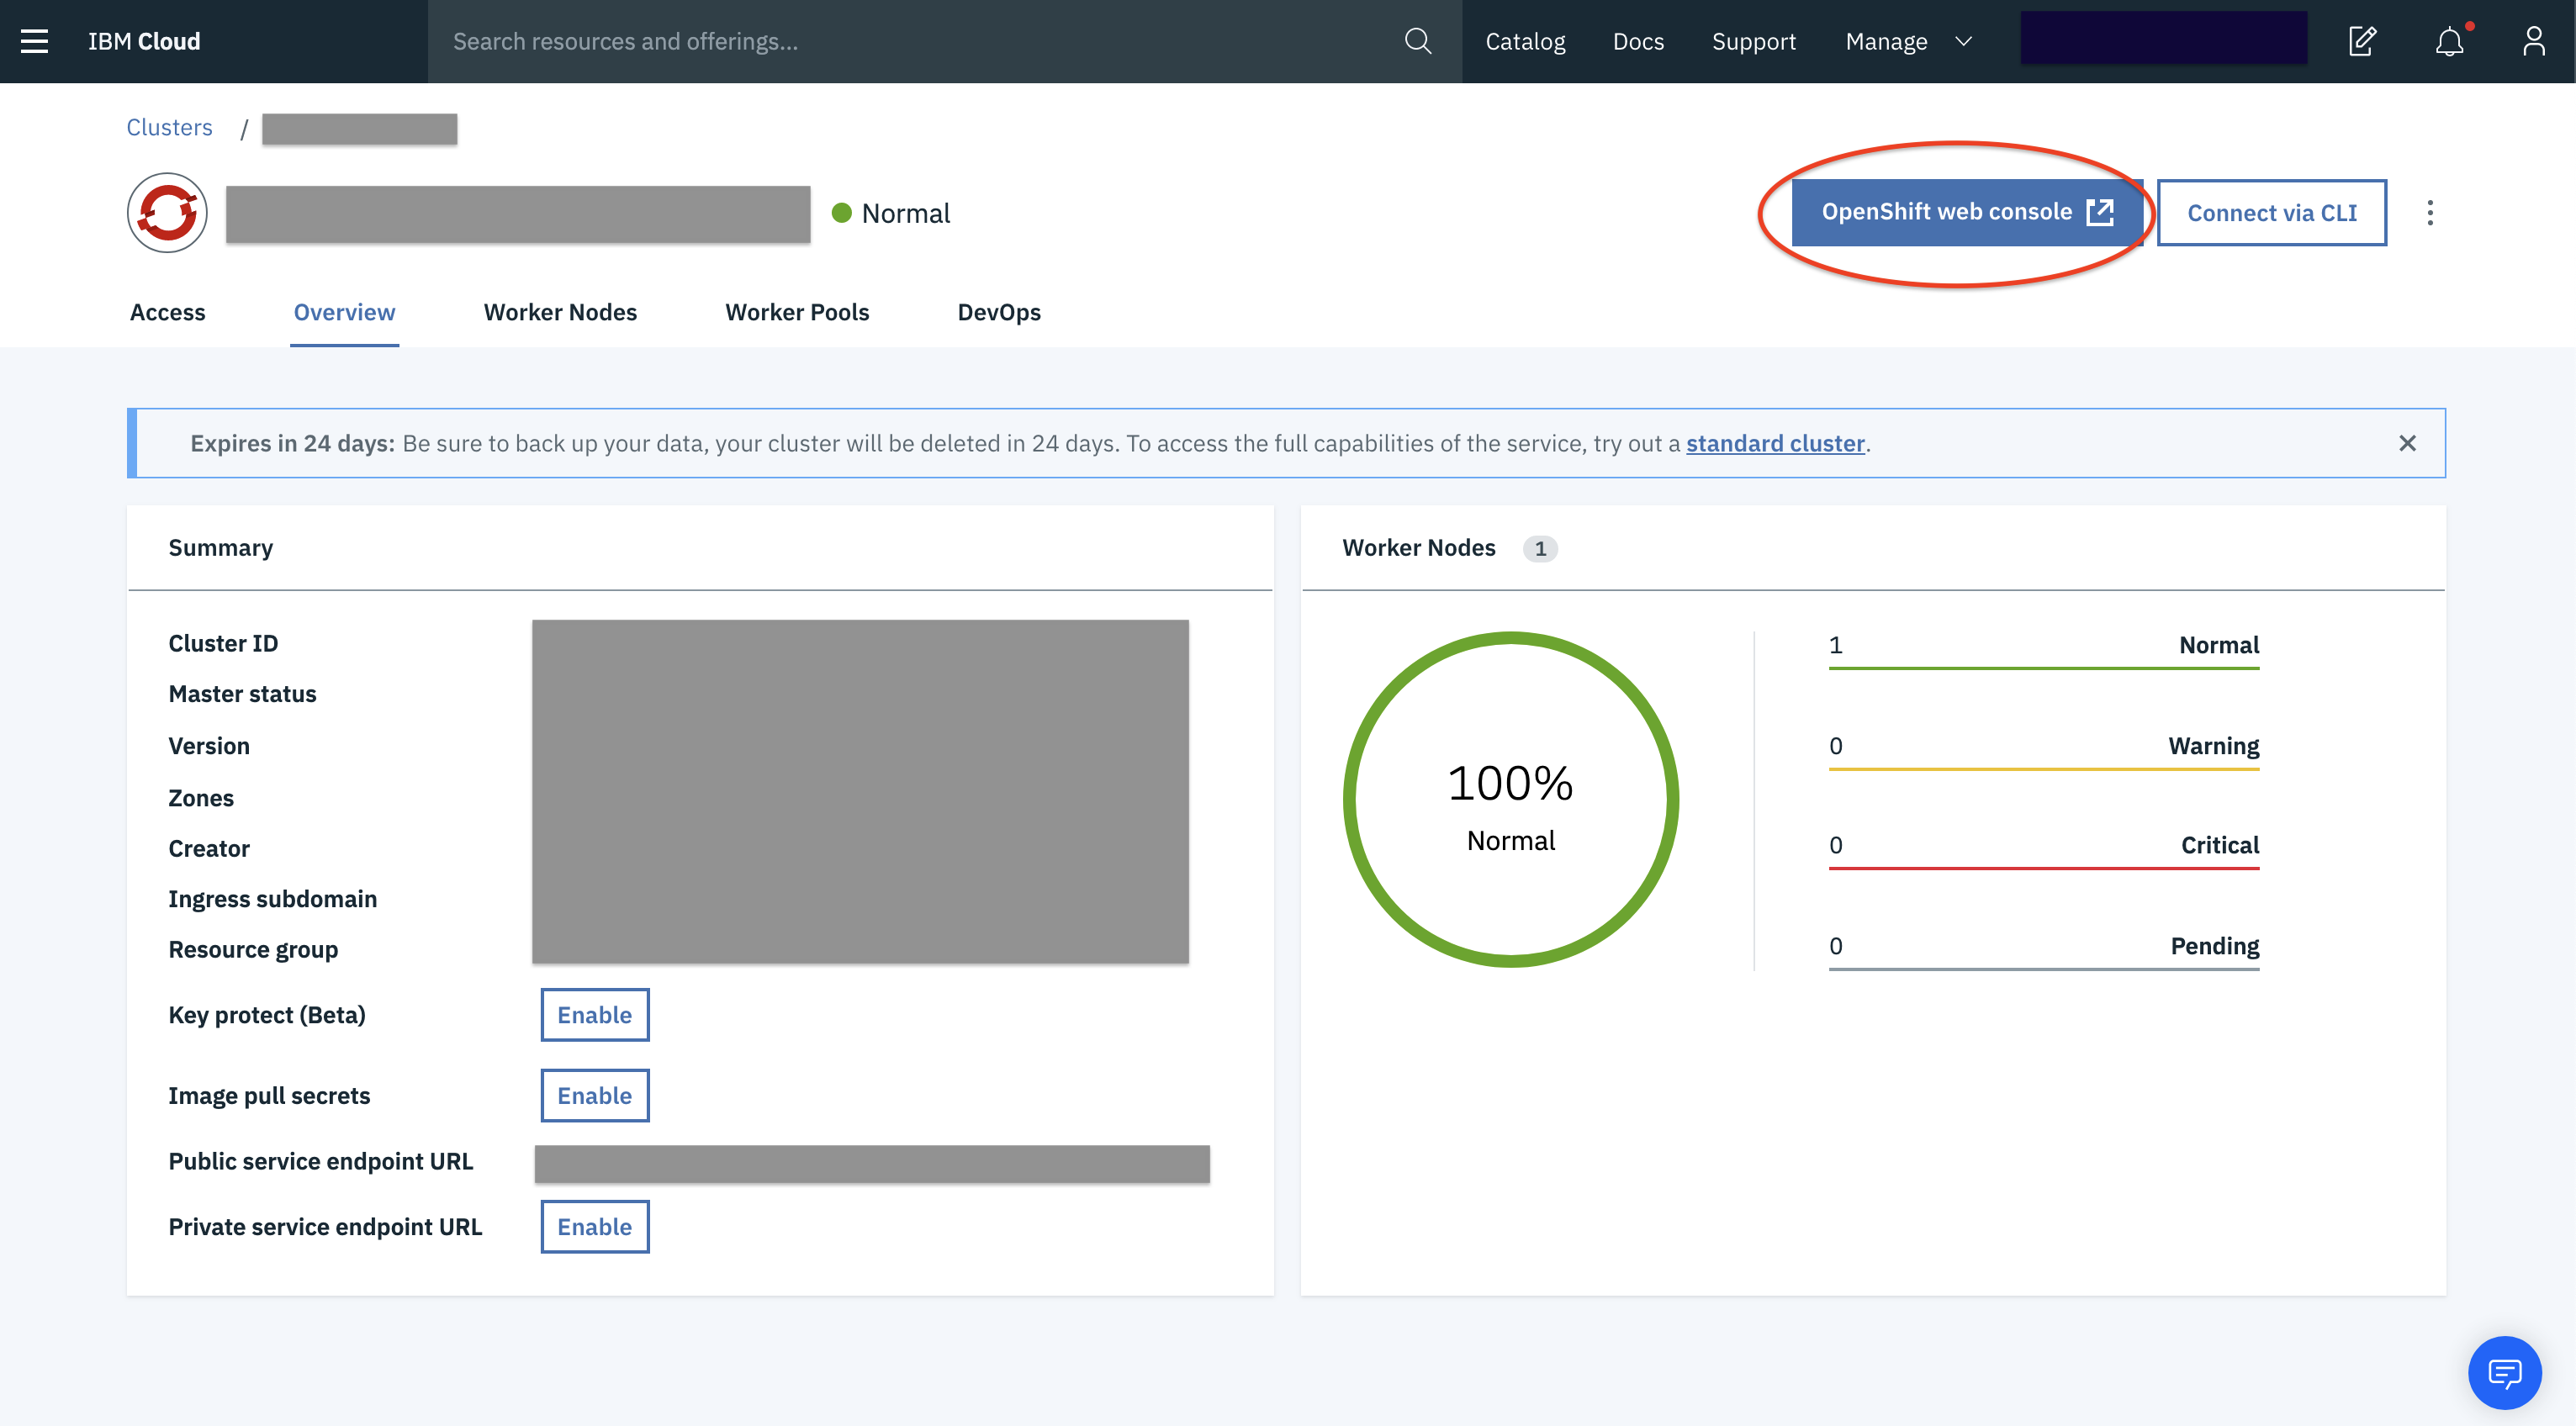 IBM Cloud
Search resources and offerings...
Catalog
Docs
Support
Manage
Clusters /
Normal
OpenShift web console
Connect via CLI
Access
Overview
Worker Nodes
Worker Pools
DevOps
Expires in 24 days: Be sure to back up your data, your cluster will be deleted in 24 days. To access the full capabilities of the service, try out a standard cluster.
Summary
Cluster ID
Master status
Version
Zones
Creator
Ingress subdomain
Resource group
Key protect (Beta) Enable
Image pull secrets Enable
Public service endpoint URL
Private service endpoint URL Enable
Worker Nodes 1
100%
Normal
1 Normal
0 Warning
0 Critical
0 Pending